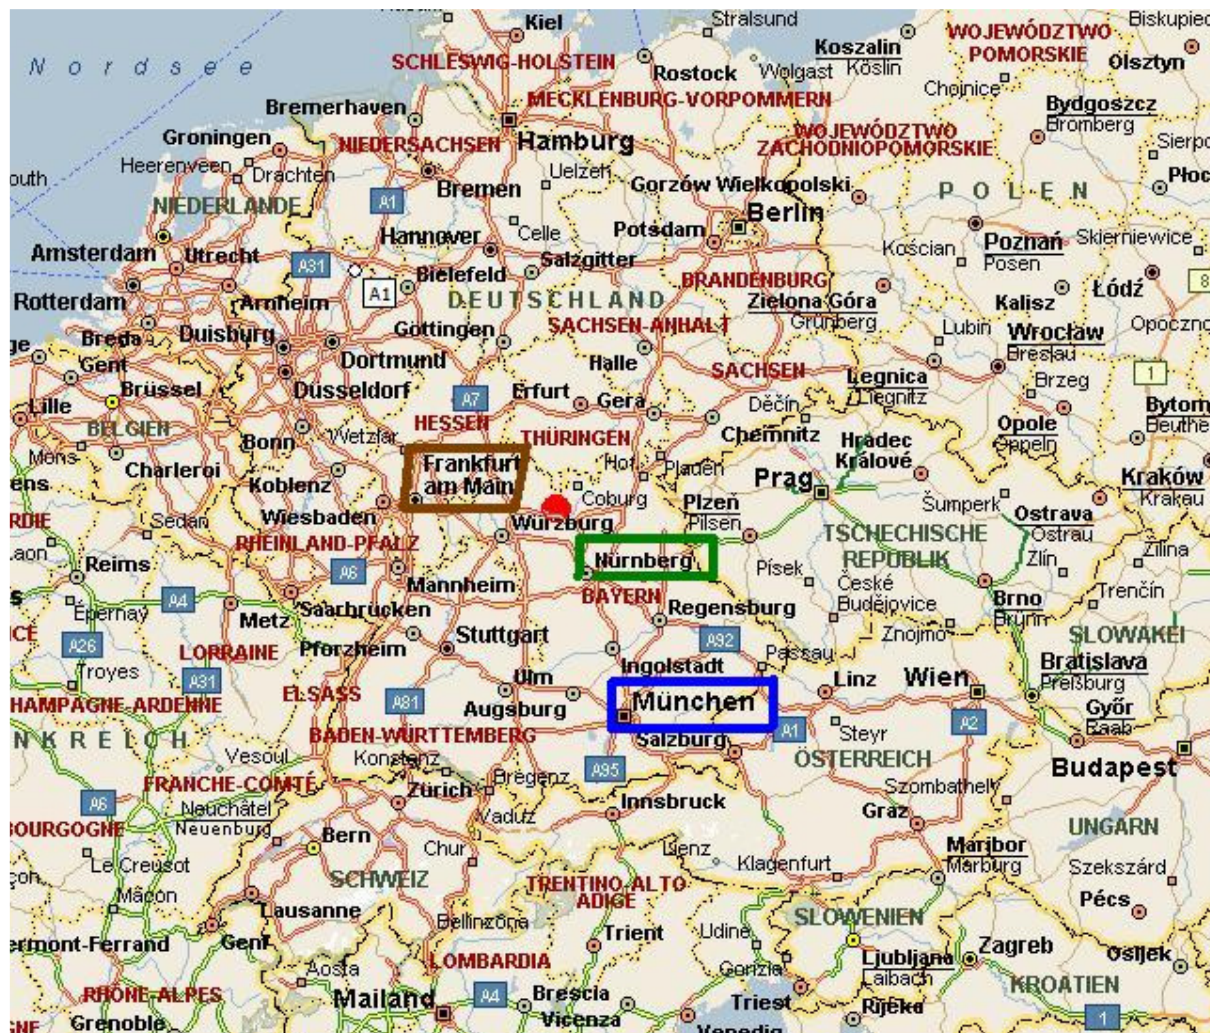 Kiel
Stralsund
Biskupiec
WOJEWÓDZTWO
POMORSKIE
Nordsee
SCHLESWIG-HOLSTEIN
Rostock
Wolgast
Koszalin
Köslin
Olsztyn
Chojnice
Bremerhaven
MECKLENBURG-VORPOMMERN
Bydgoszcz
Bromberg
Groningen
NIEDERSACHSEN
Hamburg
WOJEWÓDZTWO
ZACHODNIOPOMORSKIE
Heerenveen
Drachten
Bremen
Uelzen
Gorzów Wielkopolski
POLEN
NIEDERLANDE
A1
Berlin
Amsterdam
Utrecht
Hannover
Celle
Potsdam
Kościan
Poznań
Posen
Skierniewice
A31
Bielefeld
Salzgitter
BRANDENBURG
Rotterdam
Arnheim
A1
DEUTSCHLAND
Zielona Góra
Grünberg
Kalisz
Łódź
8
Breda
Duisburg
Göttingen
SACHSEN-ANHALT
Lubin
Wrocław
Breslau
Opoczno
Gent
Dortmund
Halle
SACHSEN
Legnica
Liegnitz
Brzeg
1
Brüssel
Düsseldorf
A7
Erfurt
Gera
Děčín
Opole
Oppeln
Bytom
Beuthen
Lille
BELGIEN
Bonn
Wetzlar
HESSEN
THÜRINGEN
Chemnitz
Hradec
Králové
Mons
Charleroi
Koblenz
Frankfurt
am Main
Hof
Plauen
Prag
Kraków
Krakau
Coburg
Plzeň
Pilsen
Šumperk
Ostrava
Ostrau
Sedan
Wiesbaden
Würzburg
TSCHECHISCHE
REPUBLIK
Laon
Reims
RHEINLAND-PFALZ
Nürnberg
Zlín
Žilina
A6
Mannheim
BAYERN
Písek
České
Budějovice
Trenčín
Épernay
A4
Metz
Saarbrücken
Regensburg
Brno
Brünn
A26
LORRAINE
Pforzheim
Stuttgart
A92
Znojmo
SLOWAKEI
Troyes
A31
Ingolstadt
Passau
Bratislava
Preßburg
CHAMPAGNE-ARDENNE
ELSASS
A81
Ulm
Augsburg
München
Linz
Wien
Győr
Raab
BADEN-WÜRTTEMBERG
Salzburg
A1
Steyr
A2
Vesoul
Konstanz
A95
ÖSTERREICH
Budapest
FRANCHE-COMTÉ
Zürich
Bregenz
Szombathely
A6
Neuchâtel
Neuenburg
Vaduz
Innsbruck
Graz
BOURGOGNE
Bern
UNGARN
Le Creusot
Chur
Lienz
Klagenfurt
Maribor
Marburg
Szekszárd
Mâcon
SCHWEIZ
TRENTINO-ALTO
ADIGE
Pécs
Lausanne
Bellinzona
SLOWENIEN
Clermont-Ferrand
Genf
Trient
Udine
Zagreb
Osijek
Aosta
LOMBARDIA
Gorizia
Ljubljana
Laibach
KROATIEN
RHÔNE-ALPES
Mailand
A4
Brescia
Triest
Rijeka
Grenoble
Vicenza
Venedig
1